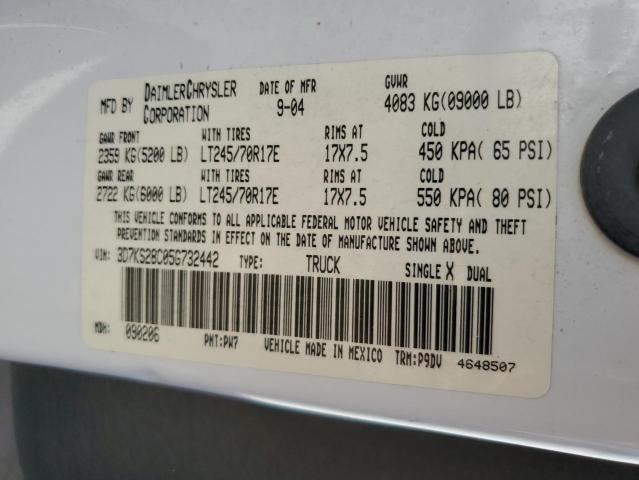 MFD BY DAIMLERCHRYSLER CORPORATION DATE OF MFR 9-04 GVWR 4083 KG(09000 LB)
GAWR FRONT WITH TIRES RIMS AT COLD
2359 KG(5200 LB) LT245/70R17E 17X7.5 450 KPA( 65 PSI)
GAWR REAR WITH TIRES RIMS AT COLD
2722 KG(6000 LB) LT245/70R17E 17X7.5 550 KPA( 80 PSI)
THIS VEHICLE CONFORMS TO ALL APPLICABLE FEDERAL MOTOR VEHICLE SAFETY AND THEFT
PREVENTION STANDARDS IN EFFECT ON THE DATE OF MANUFACTURE SHOWN ABOVE.
VIN: 3D7KS28C05G732442 TYPE: TRUCK SINGLE X DUAL
MDH: 090206 PNT:PW7 VEHICLE MADE IN MEXICO TRM:P9DV 4648507